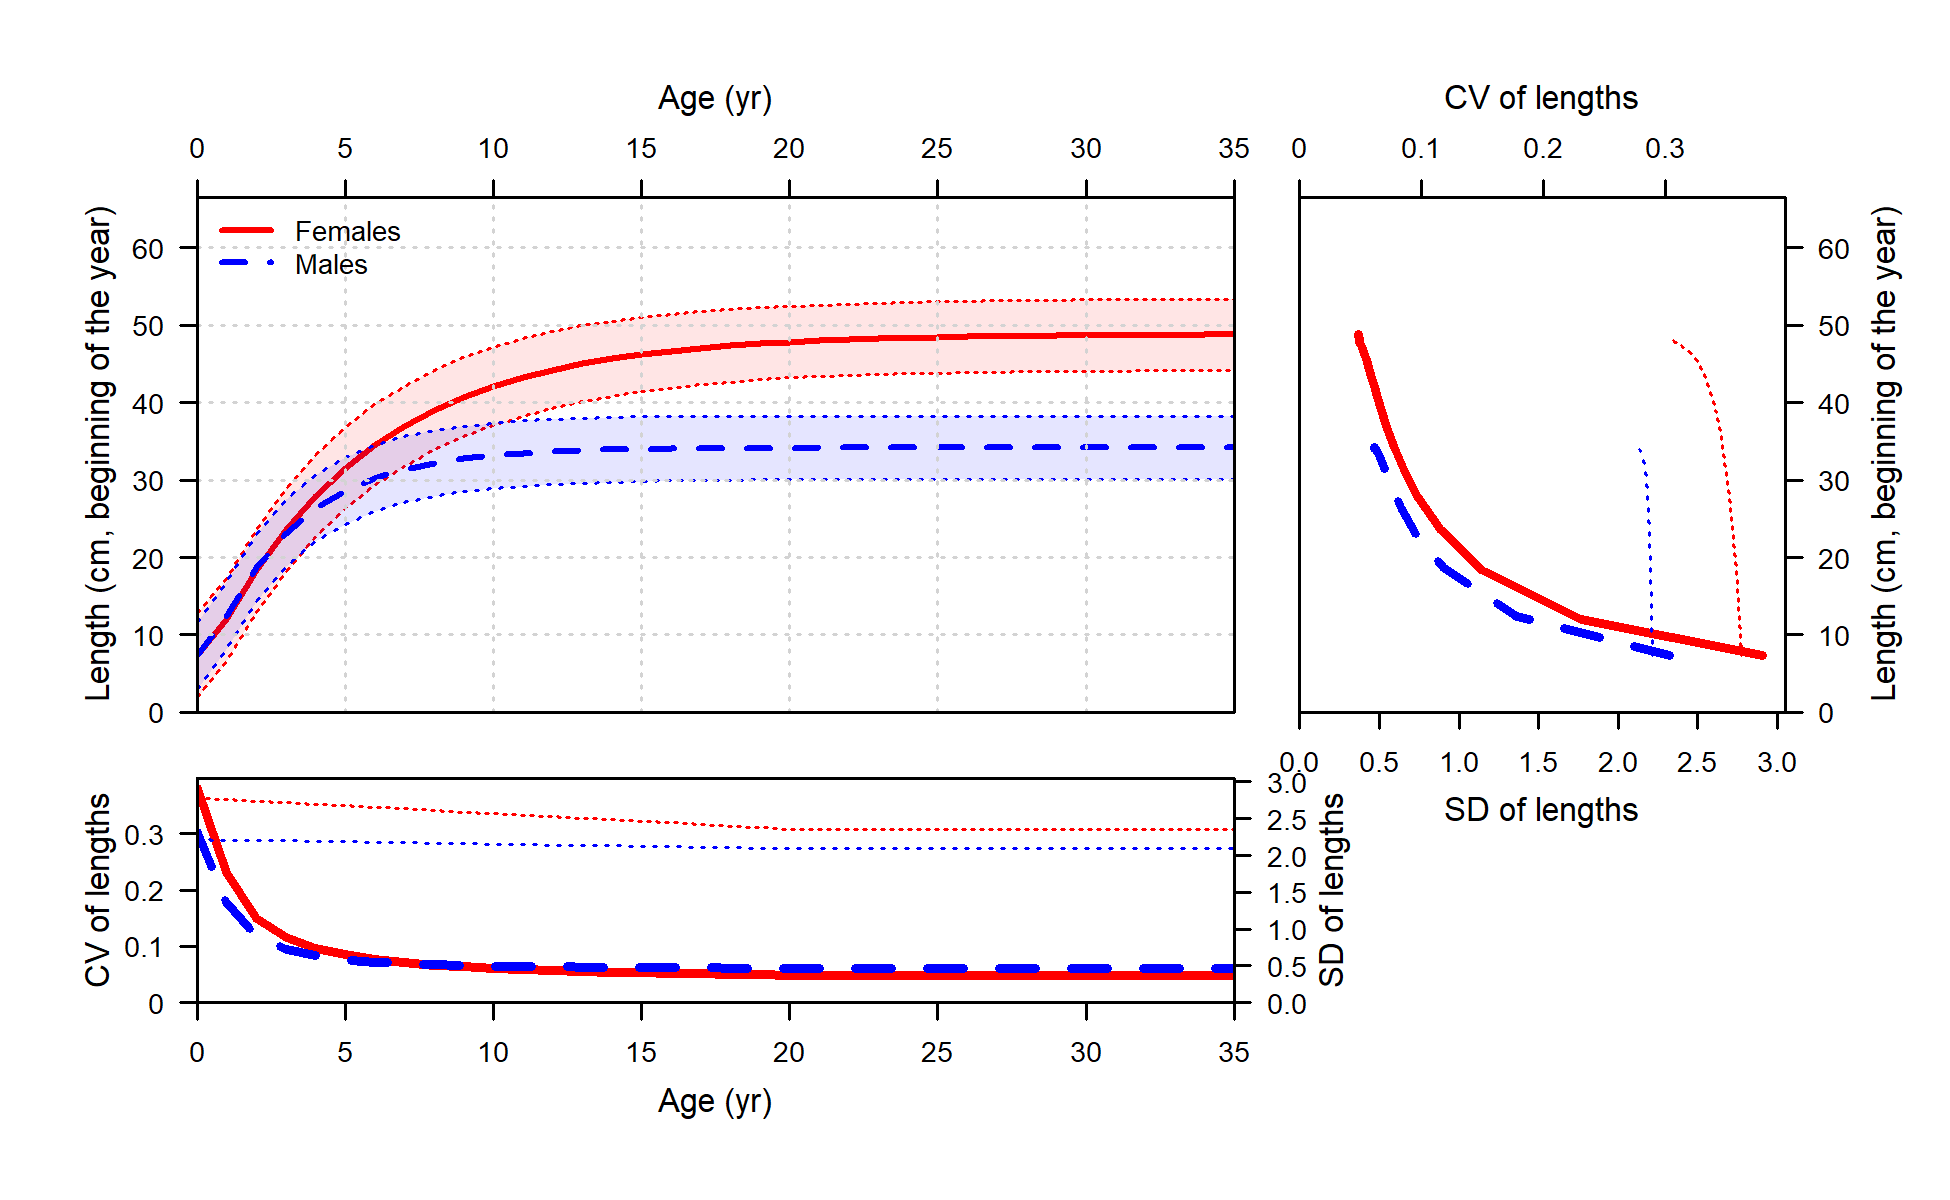 Age (yr)
0 5 10 15 20 25 30 35
CV of lengths
0 0.1 0.2 0.3
Females
Males
Length (cm, beginning of the year)
60
50
40
30
20
10
0
Length (cm, beginning of the year)
60
50
40
30
20
10
0
0.0 0.5 1.0 1.5 2.0 2.5 3.0
SD of lengths
CV of lengths
0.3
0.2
0.1
0
SD of lengths
3.0
2.5
2.0
1.5
1.0
0.5
0.0
0 5 10 15 20 25 30 35
Age (yr)